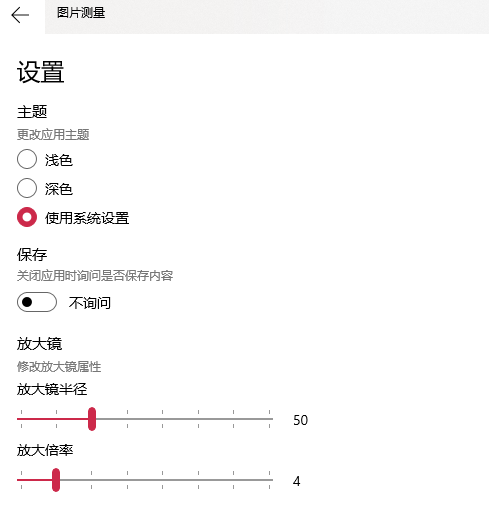 图片测量
设置
主题
更改应用主题
浅色
深色
使用系统设置
保存
关闭应用时询问是否保存内容
不询问
放大镜
修改放大镜属性
放大镜半径
50
放大倍率
4